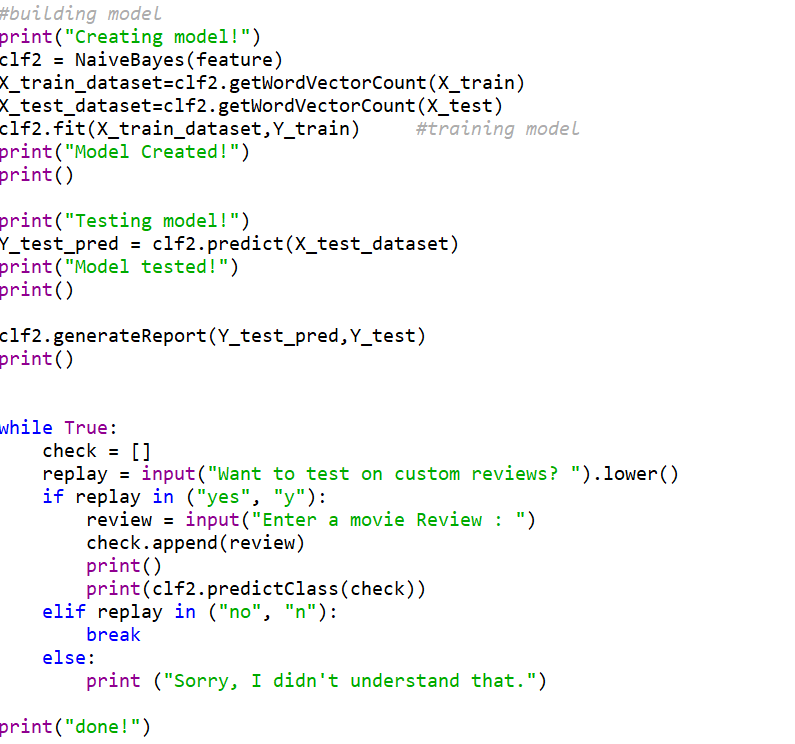 #building model
print("Creating model!")
clf2 = NaiveBayes(feature)
X_train_dataset=clf2.getWordVectorCount(X_train)
X_test_dataset=clf2.getWordVectorCount(X_test)
clf2.fit(X_train_dataset,Y_train)     #training model
print("Model Created!")
print()

print("Testing model!")
Y_test_pred = clf2.predict(X_test_dataset)
print("Model tested!")
print()

clf2.generateReport(Y_test_pred,Y_test)
print()


while True:
    check = []
    replay = input("Want to test on custom reviews? ").lower()
    if replay in ("yes", "y"):
        review = input("Enter a movie Review : ")
        check.append(review)
        print()
        print(clf2.predictClass(check))
    elif replay in ("no", "n"):
        break
    else:
        print ("Sorry, I didn't understand that.")

print("done!")